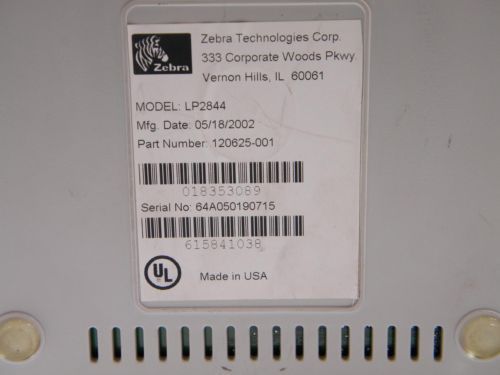 Zebra
Zebra Technologies Corp.
333 Corporate Woods Pkwy.
Vernon Hills, IL 60061
MODEL: LP2844
Mfg. Date: 05/18/2002
Part Number: 120625-001
018353089
Serial No: 64A050190715
615841038
UL
Made in USA